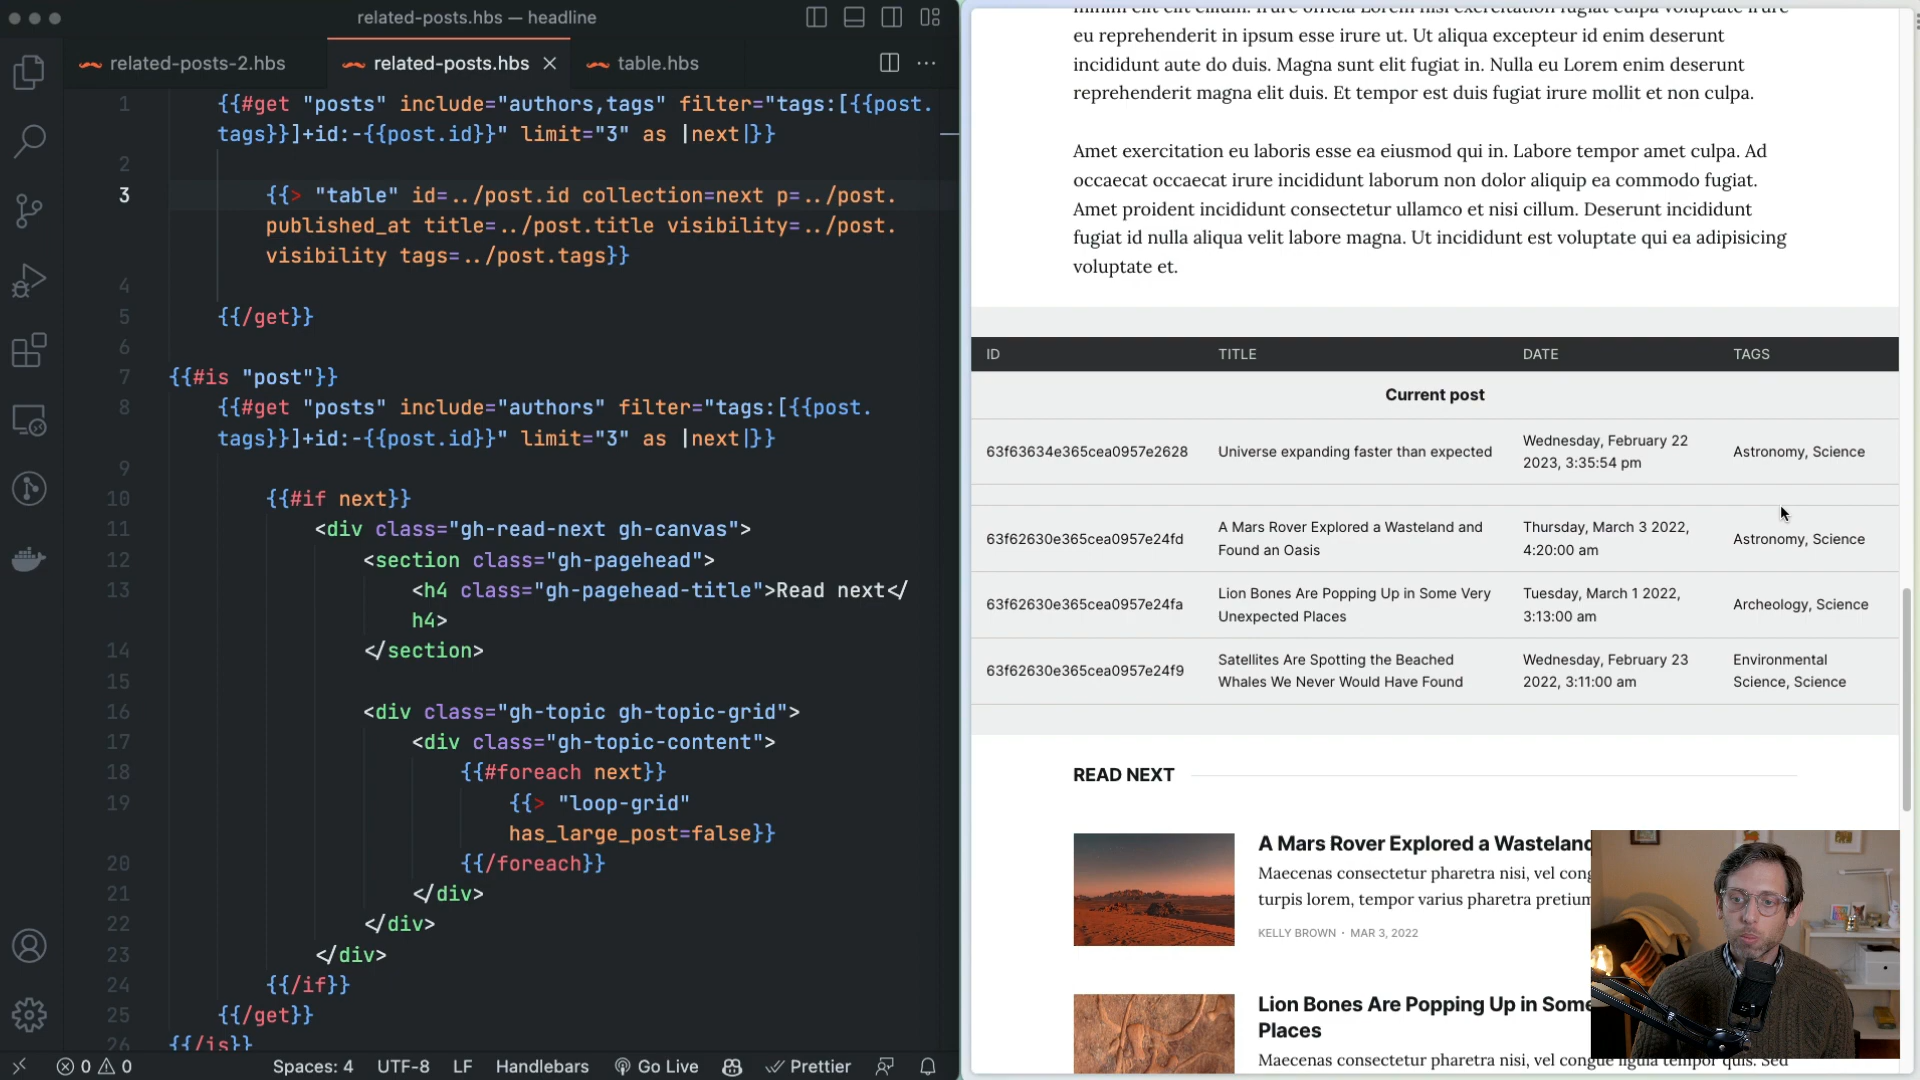 related-posts.hbs — headline
related-posts-2.hbs
related-posts.hbs
table.hbs
1 {{#get "posts" include="authors,tags" filter="tags:[{{post.
tags}}]+id:-{{post.id}}" limit="3" as |next|}}
2
3 {{> "table" id=../post.id collection=next p=../post.
published_at title=../post.title visibility=../post.
visibility tags=../post.tags}}
4
5 {{/get}}
6
7 {{#is "post"}}
8 {{#get "posts" include="authors" filter="tags:[{{post.
tags}}]+id:-{{post.id}}" limit="3" as |next|}}
9
10 {{#if next}}
11 <div class="gh-read-next gh-canvas">
12 <section class="gh-pagehead">
13 <h4 class="gh-pagehead-title">Read next</
h4>
14 </section>
15
16 <div class="gh-topic gh-topic-grid">
17 <div class="gh-topic-content">
18 {{#foreach next}}
19 {{> "loop-grid"
has_large_post=false}}
20 {{/foreach}}
21 </div>
22 </div>
23 </div>
24 {{/if}}
25 {{/get}}
26 {{/is}}
0 0
Spaces: 4
UTF-8
LF
Handlebars
Go Live
Prettier
eu reprehenderit in ipsum esse irure ut. Ut aliqua excepteur id enim deserunt
incididunt aute do duis. Magna sunt elit fugiat in. Nulla eu Lorem enim deserunt
reprehenderit magna elit duis. Et tempor est duis fugiat irure mollit et non culpa.
Amet exercitation eu laboris esse ea eiusmod qui in. Labore tempor amet culpa. Ad
occaecat occaecat irure incididunt laborum non dolor aliquip ea commodo fugiat.
Amet proident incididunt consectetur ullamco et nisi cillum. Deserunt incididunt
fugiat id nulla aliqua velit labore magna. Ut incididunt est voluptate qui ea adipisicing
voluptate et.
ID TITLE DATE TAGS
Current post
63f63634e365cea0957e2628 Universe expanding faster than expected Wednesday, February 22
2023, 3:35:54 pm Astronomy, Science
63f62630e365cea0957e24fd A Mars Rover Explored a Wasteland and
Found an Oasis Thursday, March 3 2022,
4:20:00 am Astronomy, Science
63f62630e365cea0957e24fa Lion Bones Are Popping Up in Some Very
Unexpected Places Tuesday, March 1 2022,
3:13:00 am Archeology, Science
63f62630e365cea0957e24f9 Satellites Are Spotting the Beached
Whales We Never Would Have Found Wednesday, February 23
2022, 3:11:00 am Environmental
Science, Science
READ NEXT
A Mars Rover Explored a Wasteland
Maecenas consectetur pharetra nisi, vel cong
turpis lorem, tempor varius pharetra pretium
KELLY BROWN • MAR 3, 2022
Lion Bones Are Popping Up in Some
Places
Maecenas consectetur pharetra nisi, vel congue ligula tempor quis. Sed